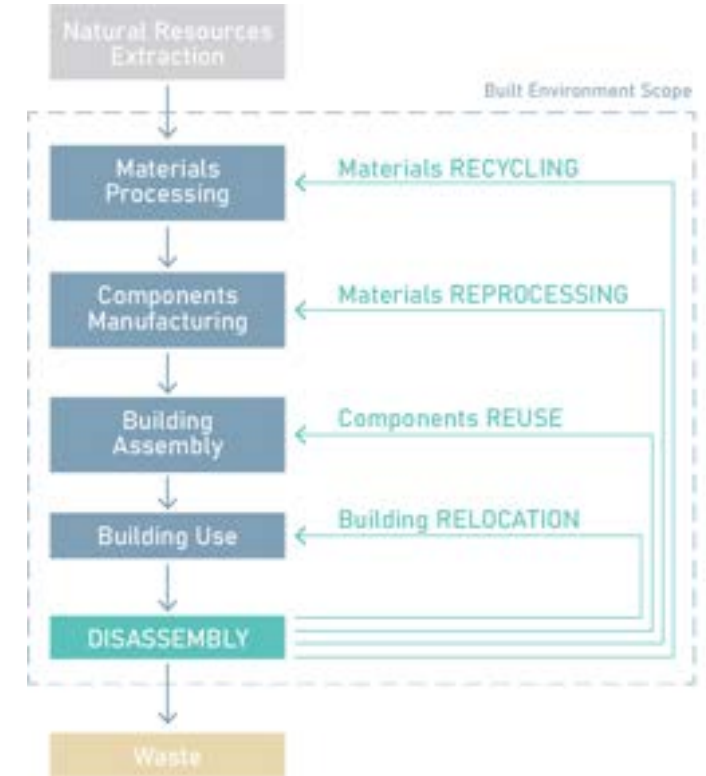 Natural Resources
Extraction
Built Environment Scope
Materials
Processing
Materials RECYCLING
Components
Manufacturing
Materials REPROCESSING
Building
Assembly
Components REUSE
Building Use
Building RELOCATION
DISASSEMBLY
Waste